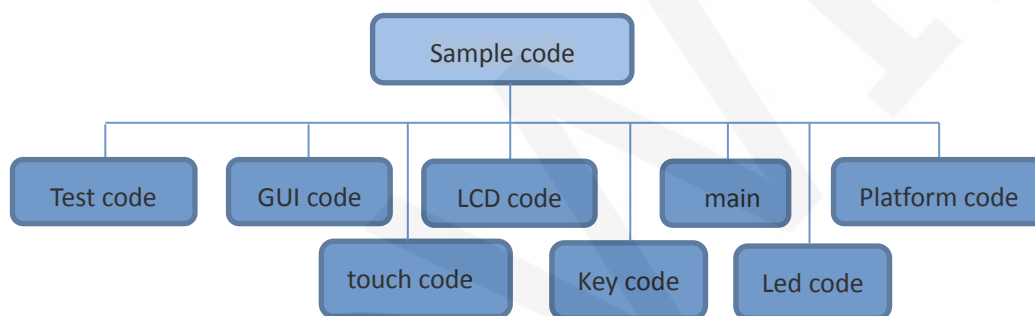 Sample code
Test code
GUI code
LCD code
main
Platform code
touch code
Key code
Led code